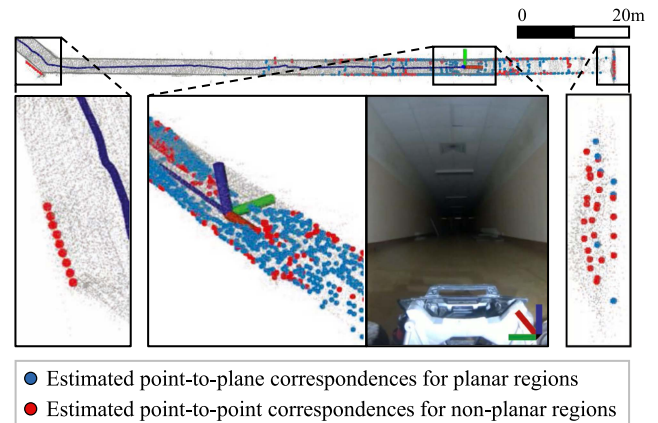 0 20m
Estimated point-to-plane correspondences for planar regions
Estimated point-to-point correspondences for non-planar regions